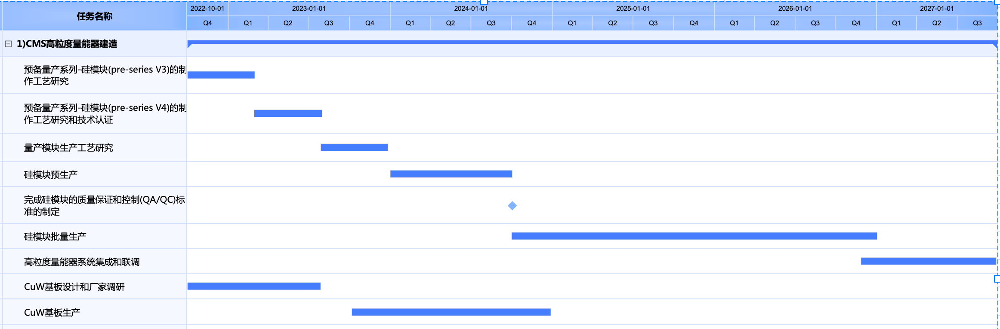 任务名称
2022-10-01 2023-01-01 2024-01-01 2025-01-01 2026-01-01 2027-01-01
Q4 Q1 Q2 Q3 Q4 Q1 Q2 Q3 Q4 Q1 Q2 Q3 Q4 Q1 Q2 Q3 Q4 Q1 Q2 Q3
1)CMS高粒度量能器建造
预备量产系列-硅模块(pre-series V3)的制
作工艺研究
预备量产系列-硅模块(pre-series V4)的制
作工艺研究和技术认证
量产模块生产工艺研究
硅模块预生产
完成硅模块的质量保证和控制(QA/QC)标
准的制定
硅模块批量生产
高粒度量能器系统集成和联调
CuW基板设计和厂家调研
CuW基板生产